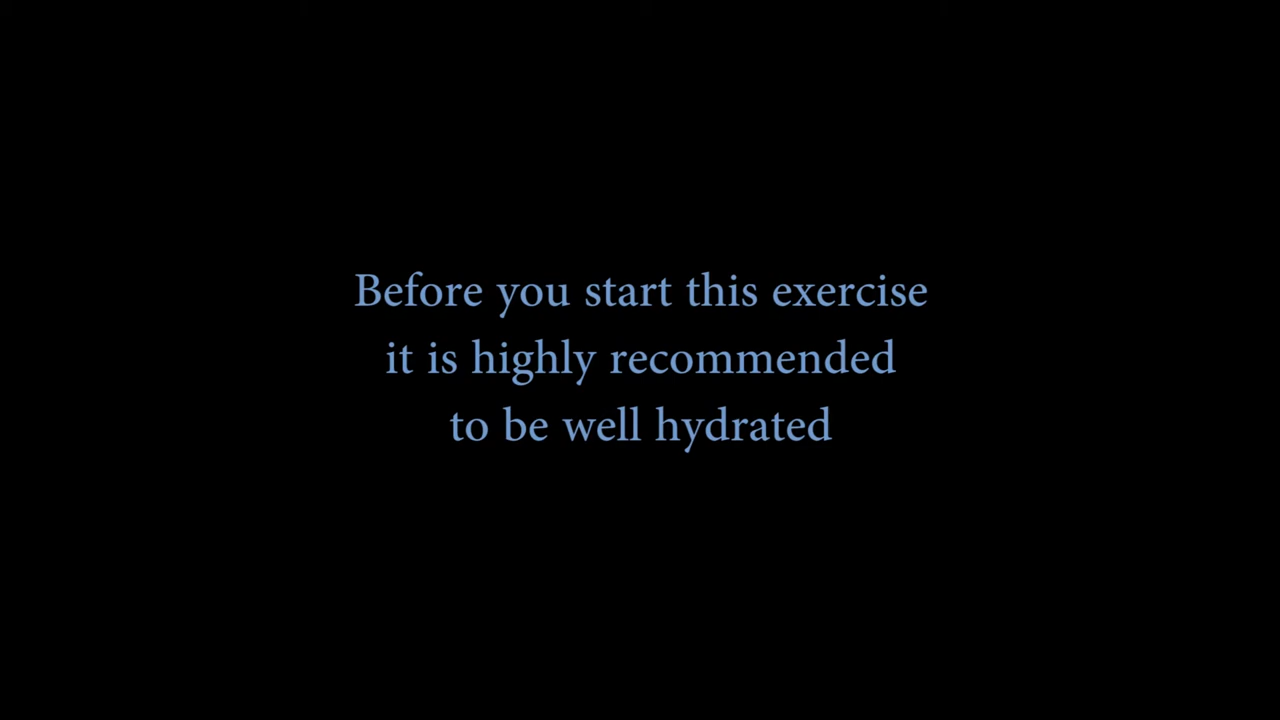 Before you start this exercise
it is highly recommended
to be well hydrated